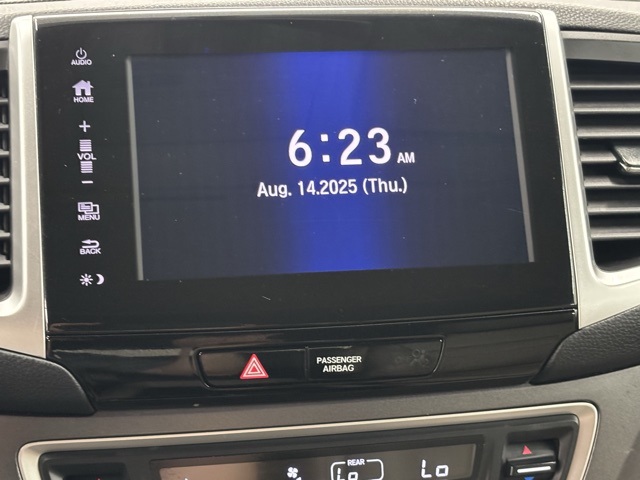 AUDIO
HOME
+
VOL
−
MENU
BACK
6:23 AM
Aug. 14.2025 (Thu.)
PASSENGER
AIRBAG
REAR
Lo
Lo